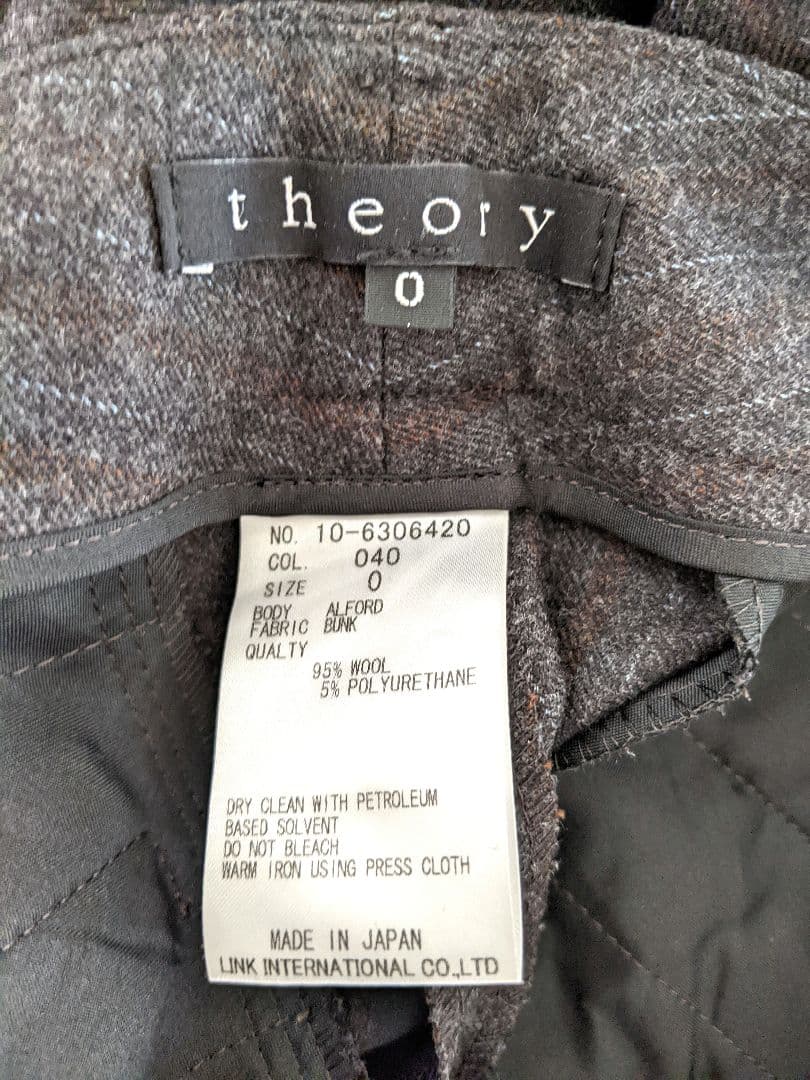 theory
0
NO. 10-6306420
COL. 040
SIZE 0
BODY ALFORD
FABRIC BUNK
QUALTY
95% WOOL
5% POLYURETHANE
DRY CLEAN WITH PETROLEUM
BASED SOLVENT
DO NOT BLEACH
WARM IRON USING PRESS CLOTH
MADE IN JAPAN
LINK INTERNATIONAL CO.,LTD